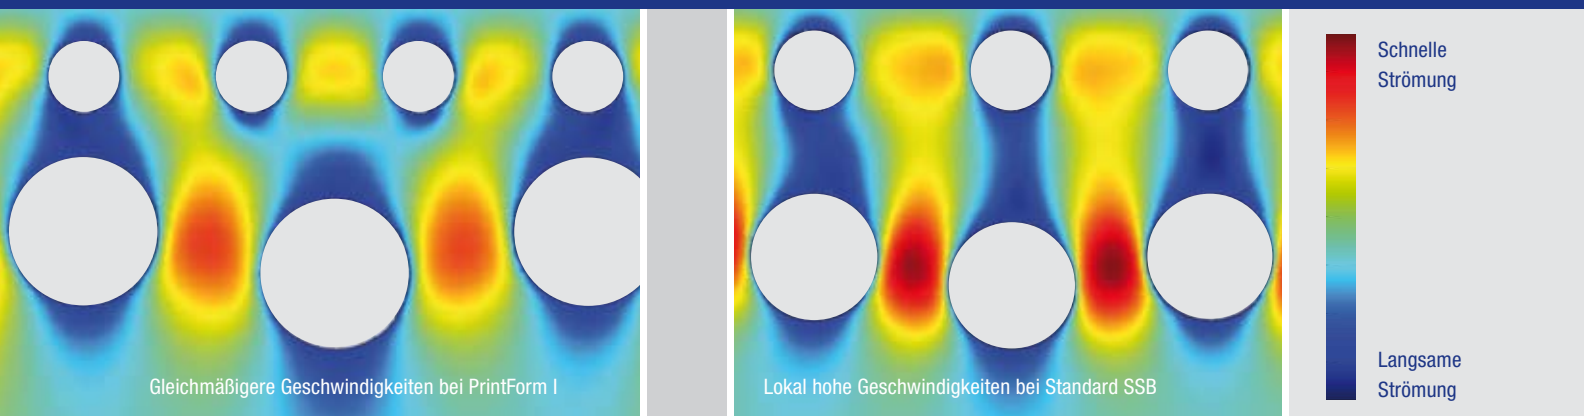 Gleichmäßigere Geschwindigkeiten bei PrintForm I
Lokal hohe Geschwindigkeiten bei Standard SSB
Schnelle
Strömung
Langsame
Strömung